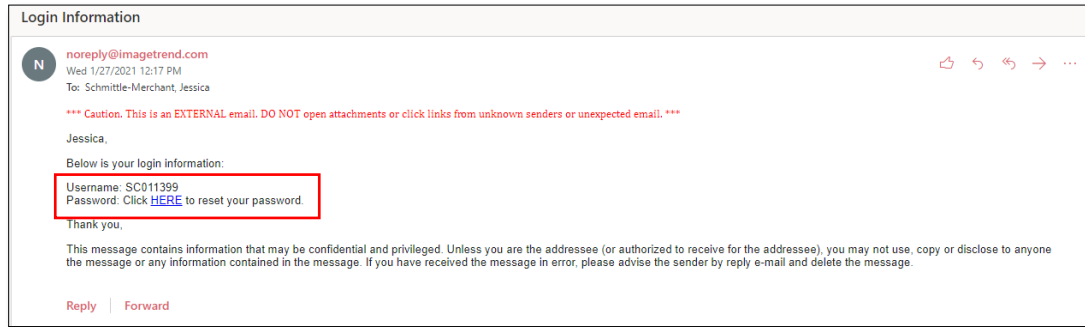 Login Information
N
noreply@imagetrend.com
Wed 1/27/2021 12:17 PM
To: Schmittle-Merchant, Jessica
*** Caution. This is an EXTERNAL email. DO NOT open attachments or click links from unknown senders or unexpected email. ***
Jessica,
Below is your login information:
Username: SC011399
Password: Click HERE to reset your password.
Thank you,
This message contains information that may be confidential and privileged. Unless you are the addressee (or authorized to receive for the addressee), you may not use, copy or disclose to anyone
the message or any information contained in the message. If you have received the message in error, please advise the sender by reply e-mail and delete the message.
Reply | Forward